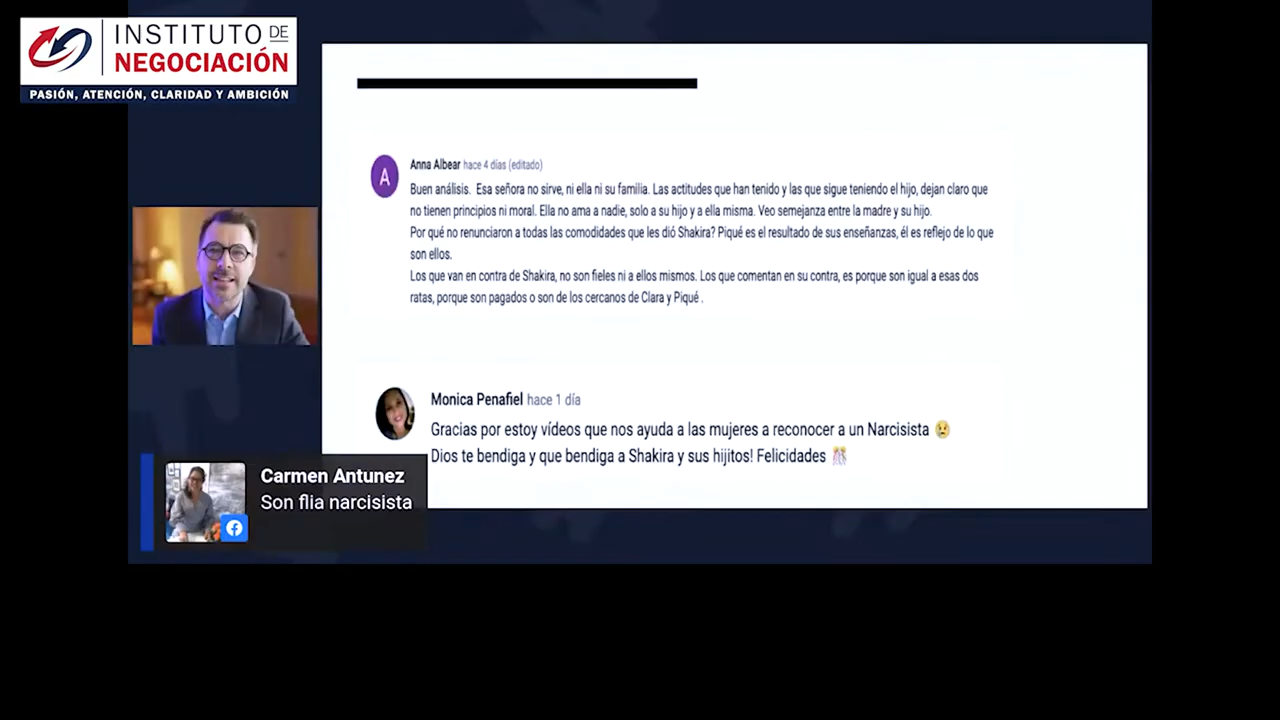 INSTITUTO DE
NEGOCIACIÓN
PASIÓN, ATENCIÓN, CLARIDAD Y AMBICIÓN
A
Anna Albear hace 4 días (editado)
Buen análisis. Esa señora no sirve, ni ella ni su familia. Las actitudes que han tenido y las que sigue teniendo el hijo, dejan claro que
no tienen principios ni moral. Ella no ama a nadie, solo a su hijo y a ella misma. Veo semejanza entre la madre y su hijo.
Por qué no renunciaron a todas las comodidades que les dió Shakira? Piqué es el resultado de sus enseñanzas, él es reflejo de lo que
son ellos.
Los que van en contra de Shakira, no son fieles ni a ellos mismos. Los que comentan en su contra, es porque son igual a esas dos
ratas, porque son pagados o son de los cercanos de Clara y Piqué .
Monica Penafiel hace 1 día
Gracias por estoy vídeos que nos ayuda a las mujeres a reconocer a un Narcisista 😢
Dios te bendiga y que bendiga a Shakira y sus hijitos! Felicidades 🎊
Carmen Antunez
Son flia narcisista